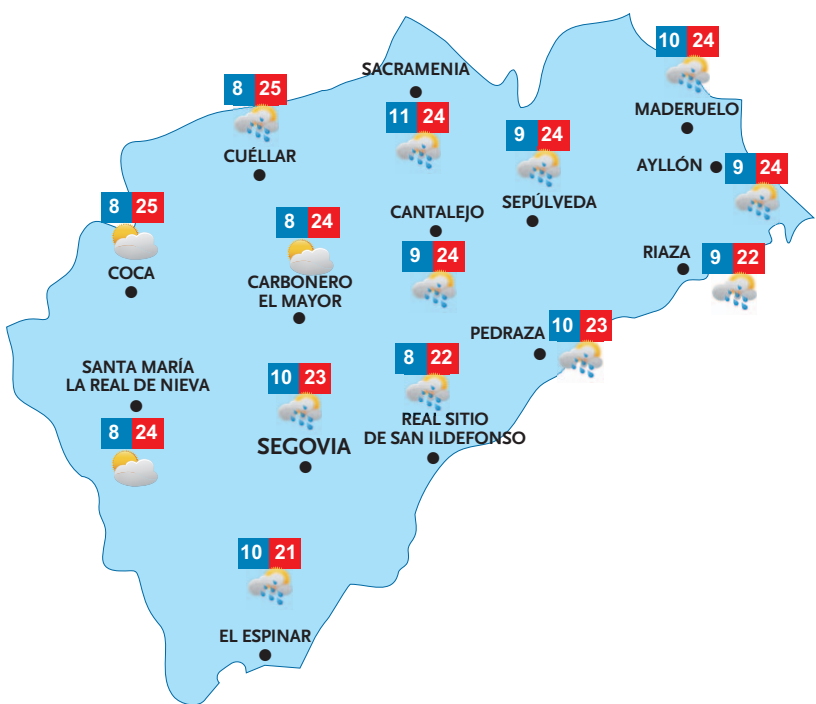 10 24
MADERUELO
SACRAMENIA
11 24
8 25
CUÉLLAR
9 24
SEPÚLVEDA
AYLLÓN
9 24
8 25
COCA
8 24
CARBONERO
EL MAYOR
CANTALEJO
9 24
RIAZA
9 22
PEDRAZA
10 23
SANTA MARÍA
LA REAL DE NIEVA
8 24
10 23
SEGOVIA
8 22
REAL SITIO
DE SAN ILDEFONSO
10 21
EL ESPINAR